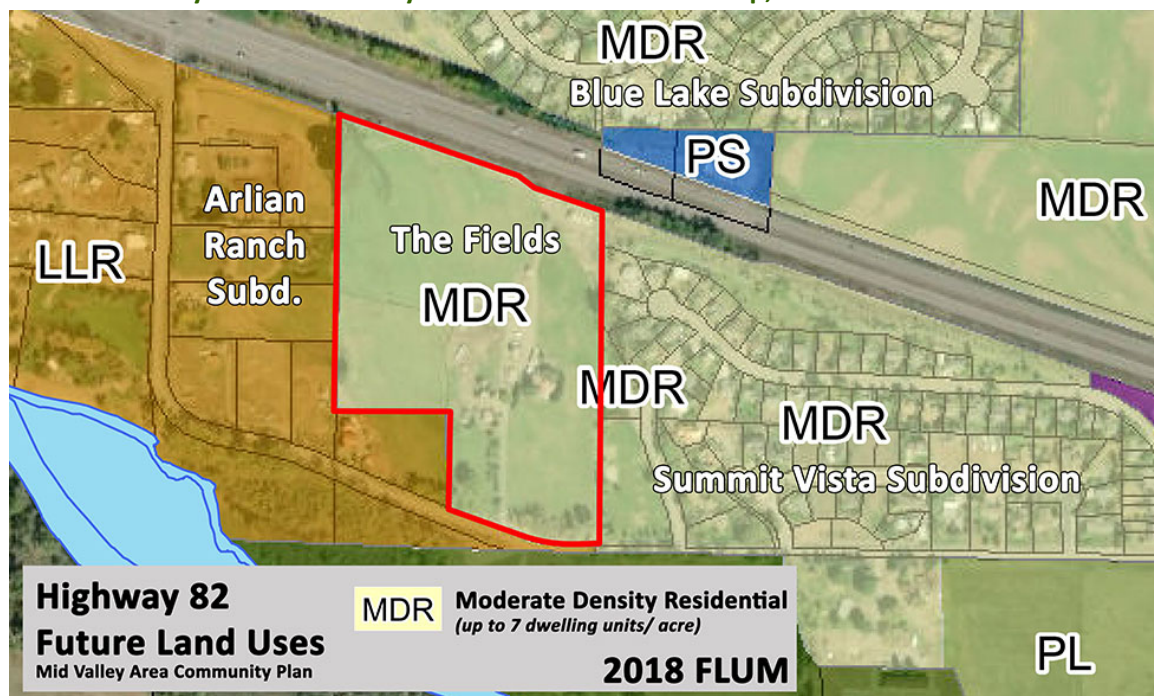 MDR
Blue Lake Subdivision
PS
MDR
Arlian
Ranch
Subd.
LLR
The Fields
MDR
MDR
MDR
Summit Vista Subdivision
Highway 82
Future Land Uses
Mid Valley Area Community Plan
MDR
Moderate Density Residential
(up to 7 dwelling units/ acre)
2018 FLUM
PL